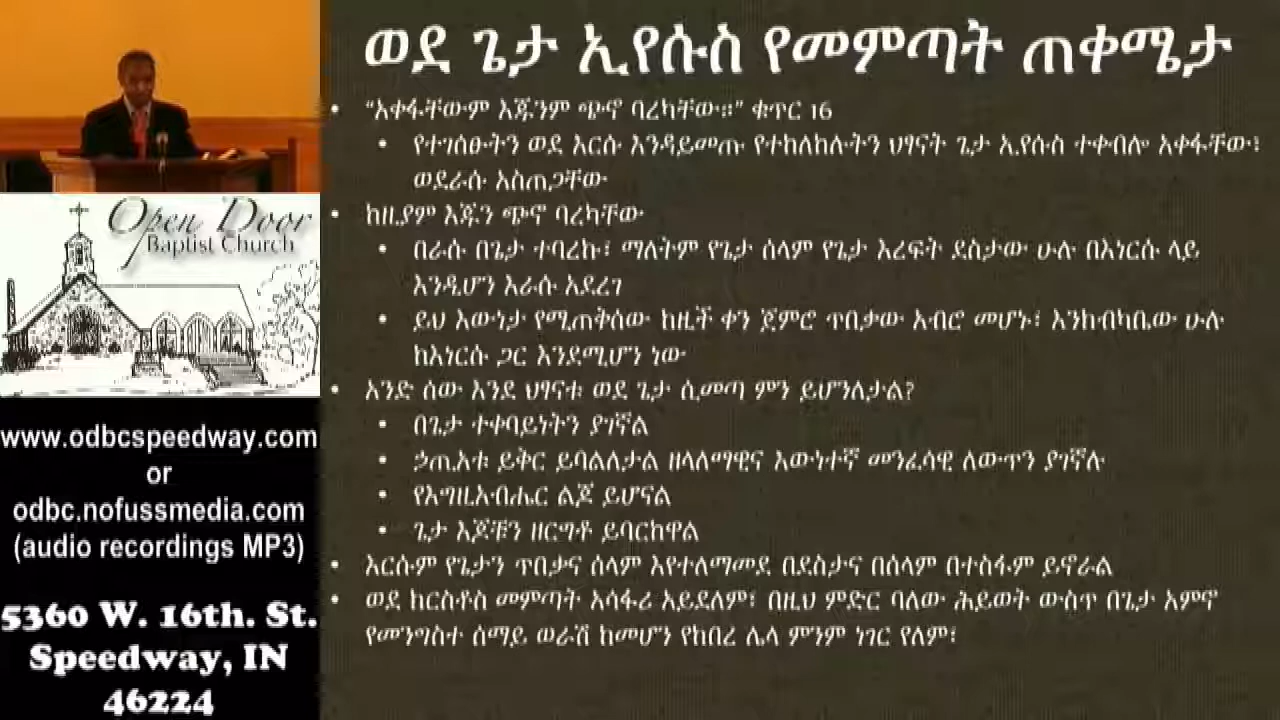 ወደ ጌታ ኢየሱስ የመምጣት ጠቀሜታ
• “አቀፋቸውም እጁንም ጭኖ ባረካቸው።” ቁጥር 16
• የተገሰፁትን ወደ እርሱ እንዳይመጡ የተከለከሉትን ህፃናት ጌታ ኢየሱስ ተቀብሎ አቀፋቸው፤
ወደራሱ አስጠጋቸው
• ከዚያም እጁን ጭኖ ባረካቸው
• በራሱ በጌታ ተባረኩ፤ ማለትም የጌታ ሰላም የጌታ እረፍት ደስታው ሁሉ በእነርሱ ላይ
እንዲሆን እራሱ አደረገ
• ይህ እውነታ የሚጠቅሰው ከዚች ቀን ጀምሮ ጥበቃው አብሮ መሆኑ፤ እንክብካቤው ሁሉ
ከእነርሱ ጋር እንደሚሆን ነው
• አንድ ሰው እንደ ህፃናቱ ወደ ጌታ ሲመጣ ምን ይሆንለታል?
• በጌታ ተቀባይነትን ያገኛል
• ኃጢአቱ ይቅር ይባልለታል ዘላለማዊና እውነተኛ መንፈሳዊ ለውጥን ያገኛሉ
• የእግዚአብሔር ልጅ ይሆናል
• ጌታ እጆቹን ዘርግቶ ይባርከዋል
• እርሱም የጌታን ጥበቃና ሰላም እየተለማመደ በደስታና በሰላም በተስፋም ይኖራል
• ወደ ክርስቶስ መምጣት አሳፋሪ አይደለም፤ በዚህ ምድር ባለው ሕይወት ውስጥ በጌታ አምኖ
የመንግስተ ሰማይ ወራሽ ከመሆን የከበረ ሌላ ምንም ነገር የለም፤
Open Door
Baptist Church
www.odbcspeedway.com
or
odbc.nofussmedia.com
(audio recordings MP3)
5360 W. 16th. St.
Speedway, IN
46224